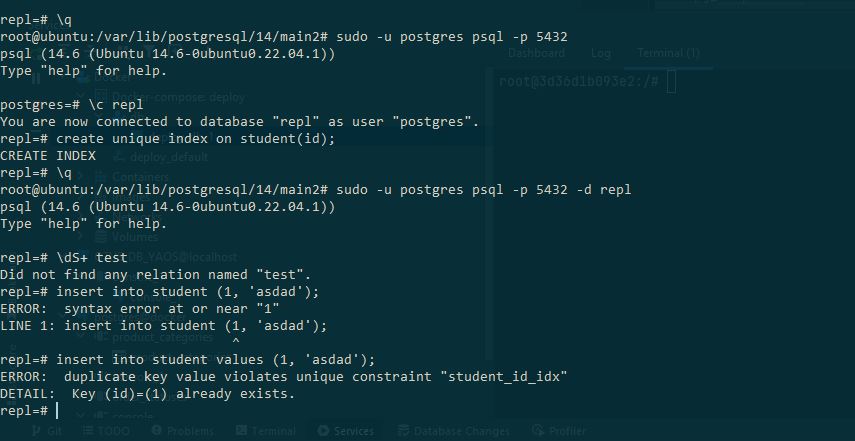 repl=# \q
root@ubuntu:/var/lib/postgresql/14/main2# sudo -u postgres psql -p 5432
psql (14.6 (Ubuntu 14.6-0ubuntu0.22.04.1))
Type "help" for help.
Dashboard Log Terminal (1)
root@3d36d1b093e2:/#
Docker
Docker-compose: deploy
postgres=# \c repl
You are now connected to database "repl" as user "postgres".
repl=# create unique index on student(id);
CREATE INDEX
deploy_default
repl=# \q
Containers
root@ubuntu:/var/lib/postgresql/14/main2# sudo -u postgres psql -p 5432 -d repl
psql (14.6 (Ubuntu 14.6-0ubuntu0.22.04.1))
Type "help" for help.
Volumes
_DB_YAOS@localhost
repl=# \dS+ test
Did not find any relation named "test".
repl=# insert into student (1, 'asdad');
ERROR:  syntax error at or near "1"
LINE 1: insert into student (1, 'asdad');
^
product_categories
repl=# insert into student values (1, 'asdad');
ERROR:  duplicate key value violates unique constraint "student_id_idx"
DETAIL:  Key (id)=(1) already exists.
repl=#
console
Git TODO Problems Terminal Services Database Changes Profiler